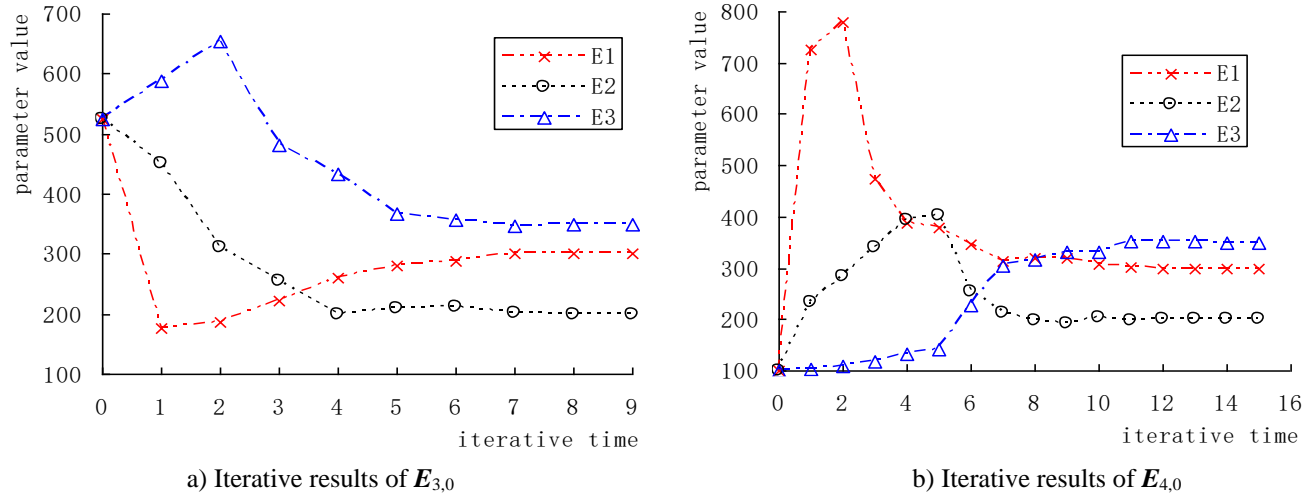 700
600
500
400
300
200
100
parameter value
E1
E2
E3
0 1 2 3 4 5 6 7 8 9
iterative time
a) Iterative results of E3,0
800
700
600
500
400
300
200
100
parameter value
E1
E2
E3
0 2 4 6 8 10 12 14 16
iterative time
b) Iterative results of E4,0